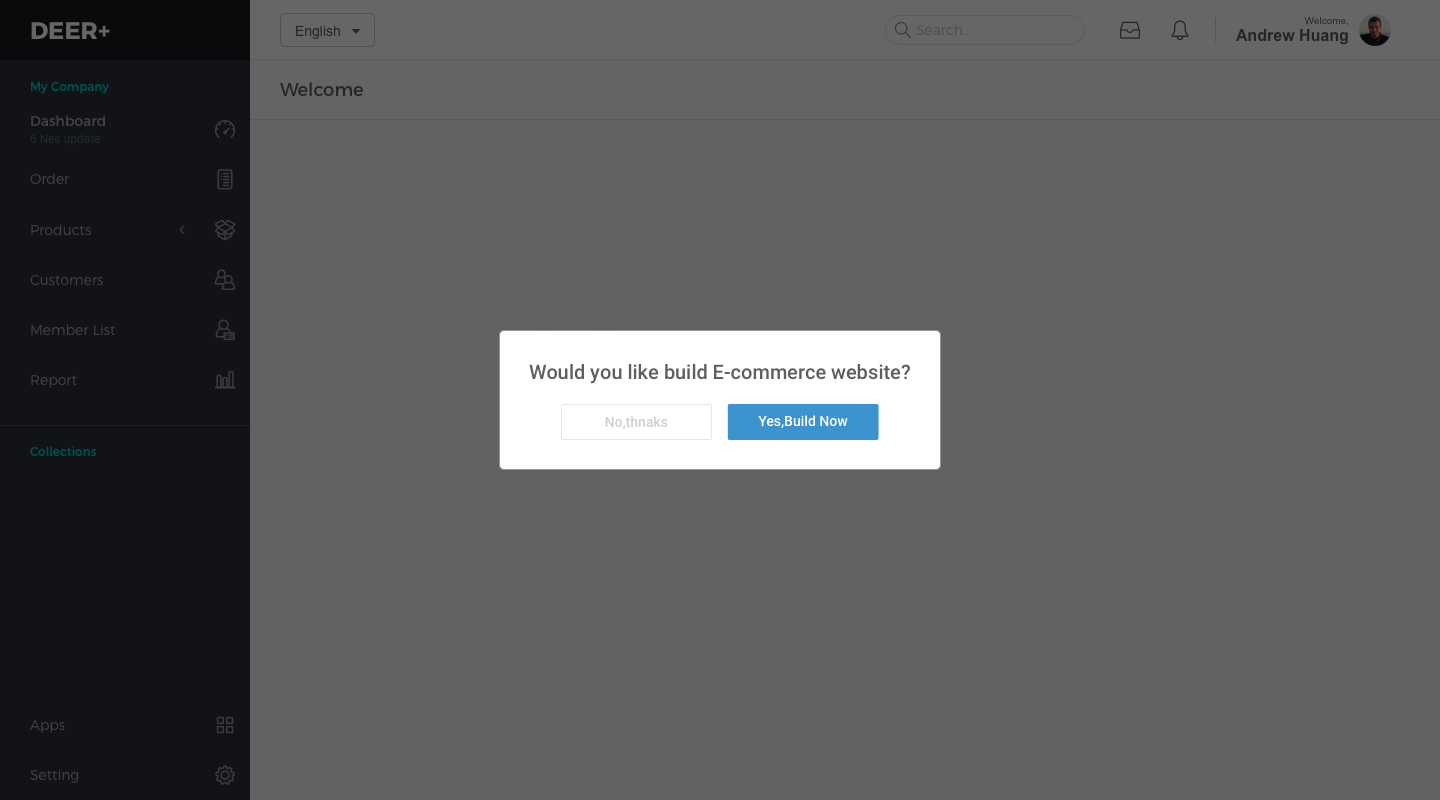 DEER+
English
Search...
Welcome,
Andrew Huang
Welcome
My Company
Dashboard
6 Nes update
Order
Products
Customers
Member List
Report
Collections
Apps
Setting
Would you like build E-commerce website?
No,thnaks
Yes,Build Now